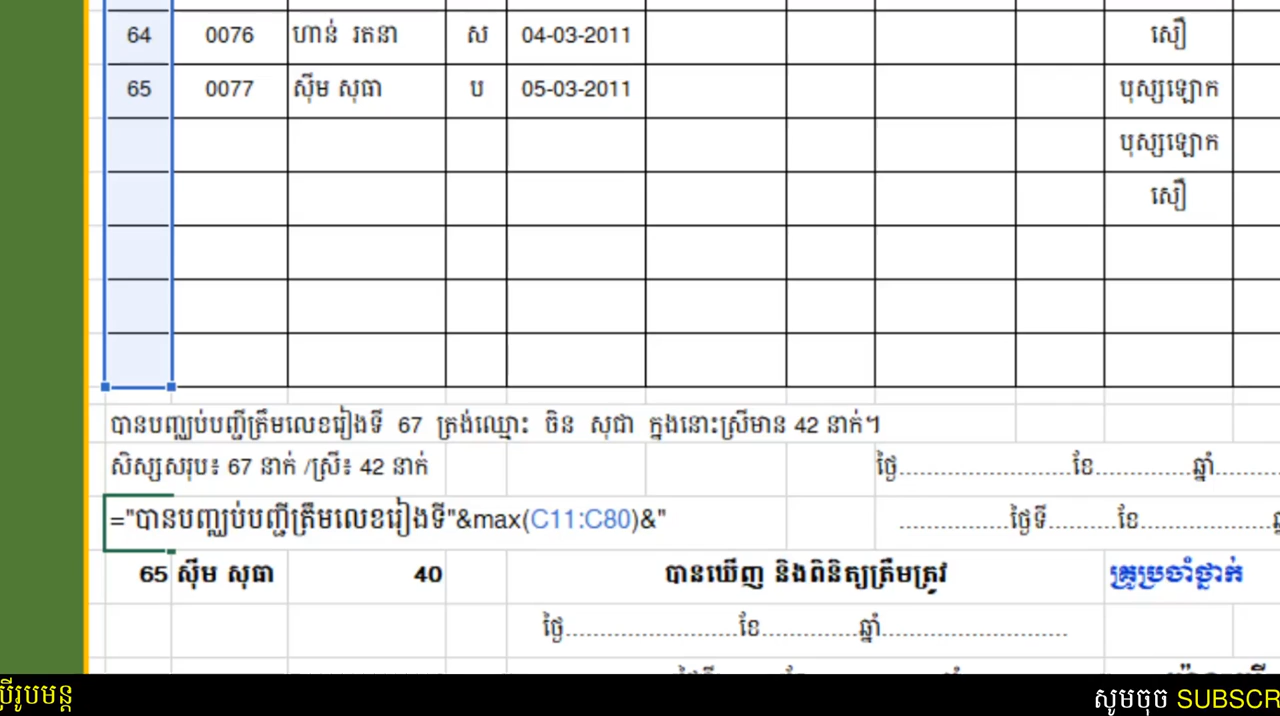 64 0076 ហាន់ រតនា ស 04-03-2011 សឿ
65 0077 ស៊ឹម សុធា ប 05-03-2011 បុស្សឡោក
បុស្សឡោក
សឿ
បានបញ្ឈប់បញ្ជីត្រឹមលេខរៀងទី 67 ត្រង់ឈ្មោះ ចិន សុជា ក្នុងនោះស្រីមាន 42 នាក់។
សិស្សសរុប៖ 67 នាក់ /ស្រី៖ 42 នាក់ ថ្ងៃ............................ខែ................ឆ្នាំ............
="បានបញ្ឈប់បញ្ជីត្រឹមលេខរៀងទី"&max(C11:C80)&" ..................ថ្ងៃទី...........ខែ......................
65 ស៊ឹម សុធា 40 បានឃើញ និងពិនិត្យត្រឹមត្រូវ គ្រូប្រចាំថ្នាក់
ថ្ងៃ............................ខែ................ឆ្នាំ..............................
ប្រើរូបមន្ត សូមចុច SUBSCR